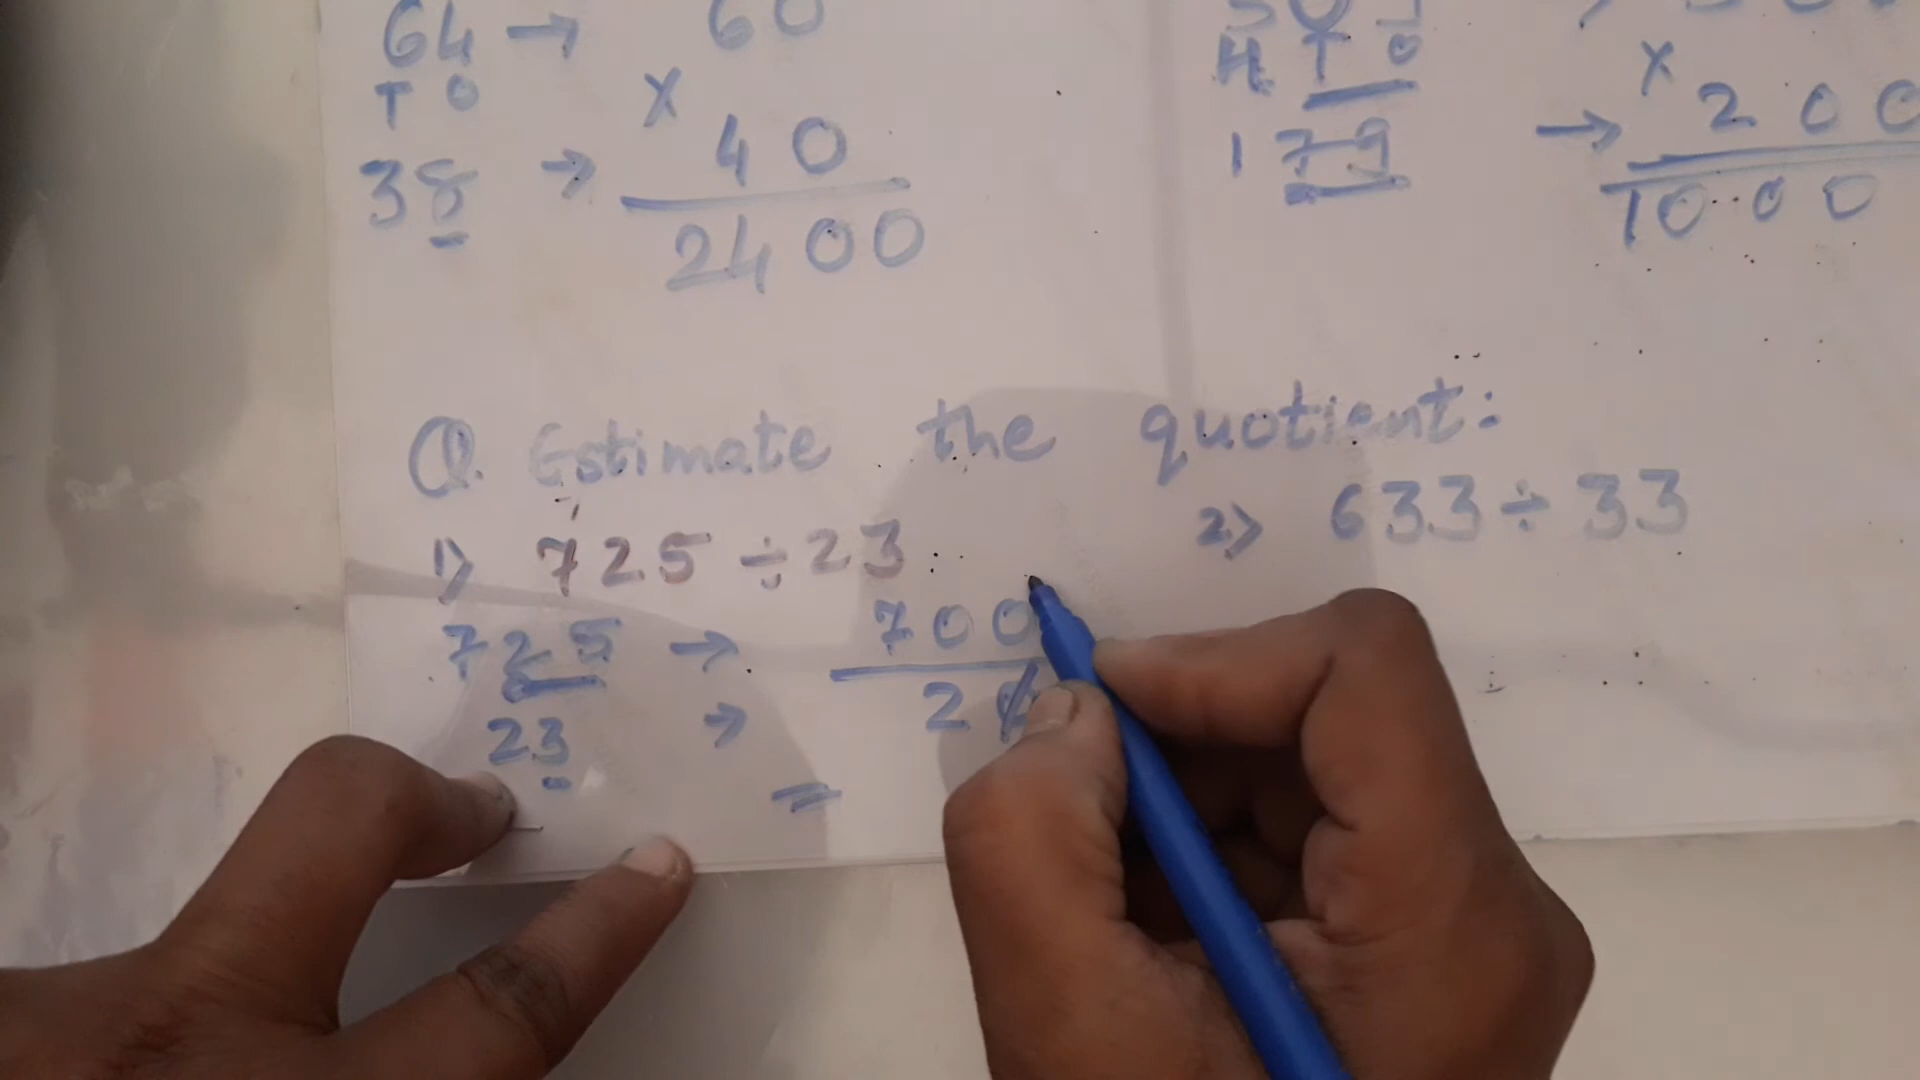 64 → 60
T O
×
38 → 40
2400
H T O
×
179 → 200
Q. Estimate the quotient:
1) 725 ÷ 23
2) 633 ÷ 33
725 → 700
23 → 20
=